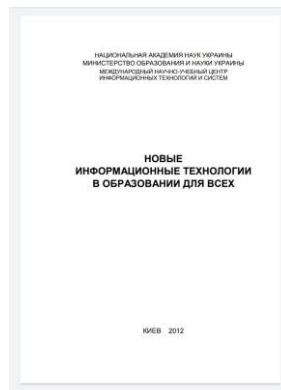 НАЦИОНАЛЬНАЯ АКАДЕМИЯ НАУК УКРАИНЫ
МИНИСТЕРСТВО ОБРАЗОВАНИЯ И НАУКИ УКРАИНЫ
МЕЖДУНАРОДНЫЙ НАУЧНО-УЧЕБНЫЙ ЦЕНТР
ИНФОРМАЦИОННЫХ ТЕХНОЛОГИЙ И СИСТЕМ
НОВЫЕ
ИНФОРМАЦИОННЫЕ ТЕХНОЛОГИИ
В ОБРАЗОВАНИИ ДЛЯ ВСЕХ
КИЕВ 2012